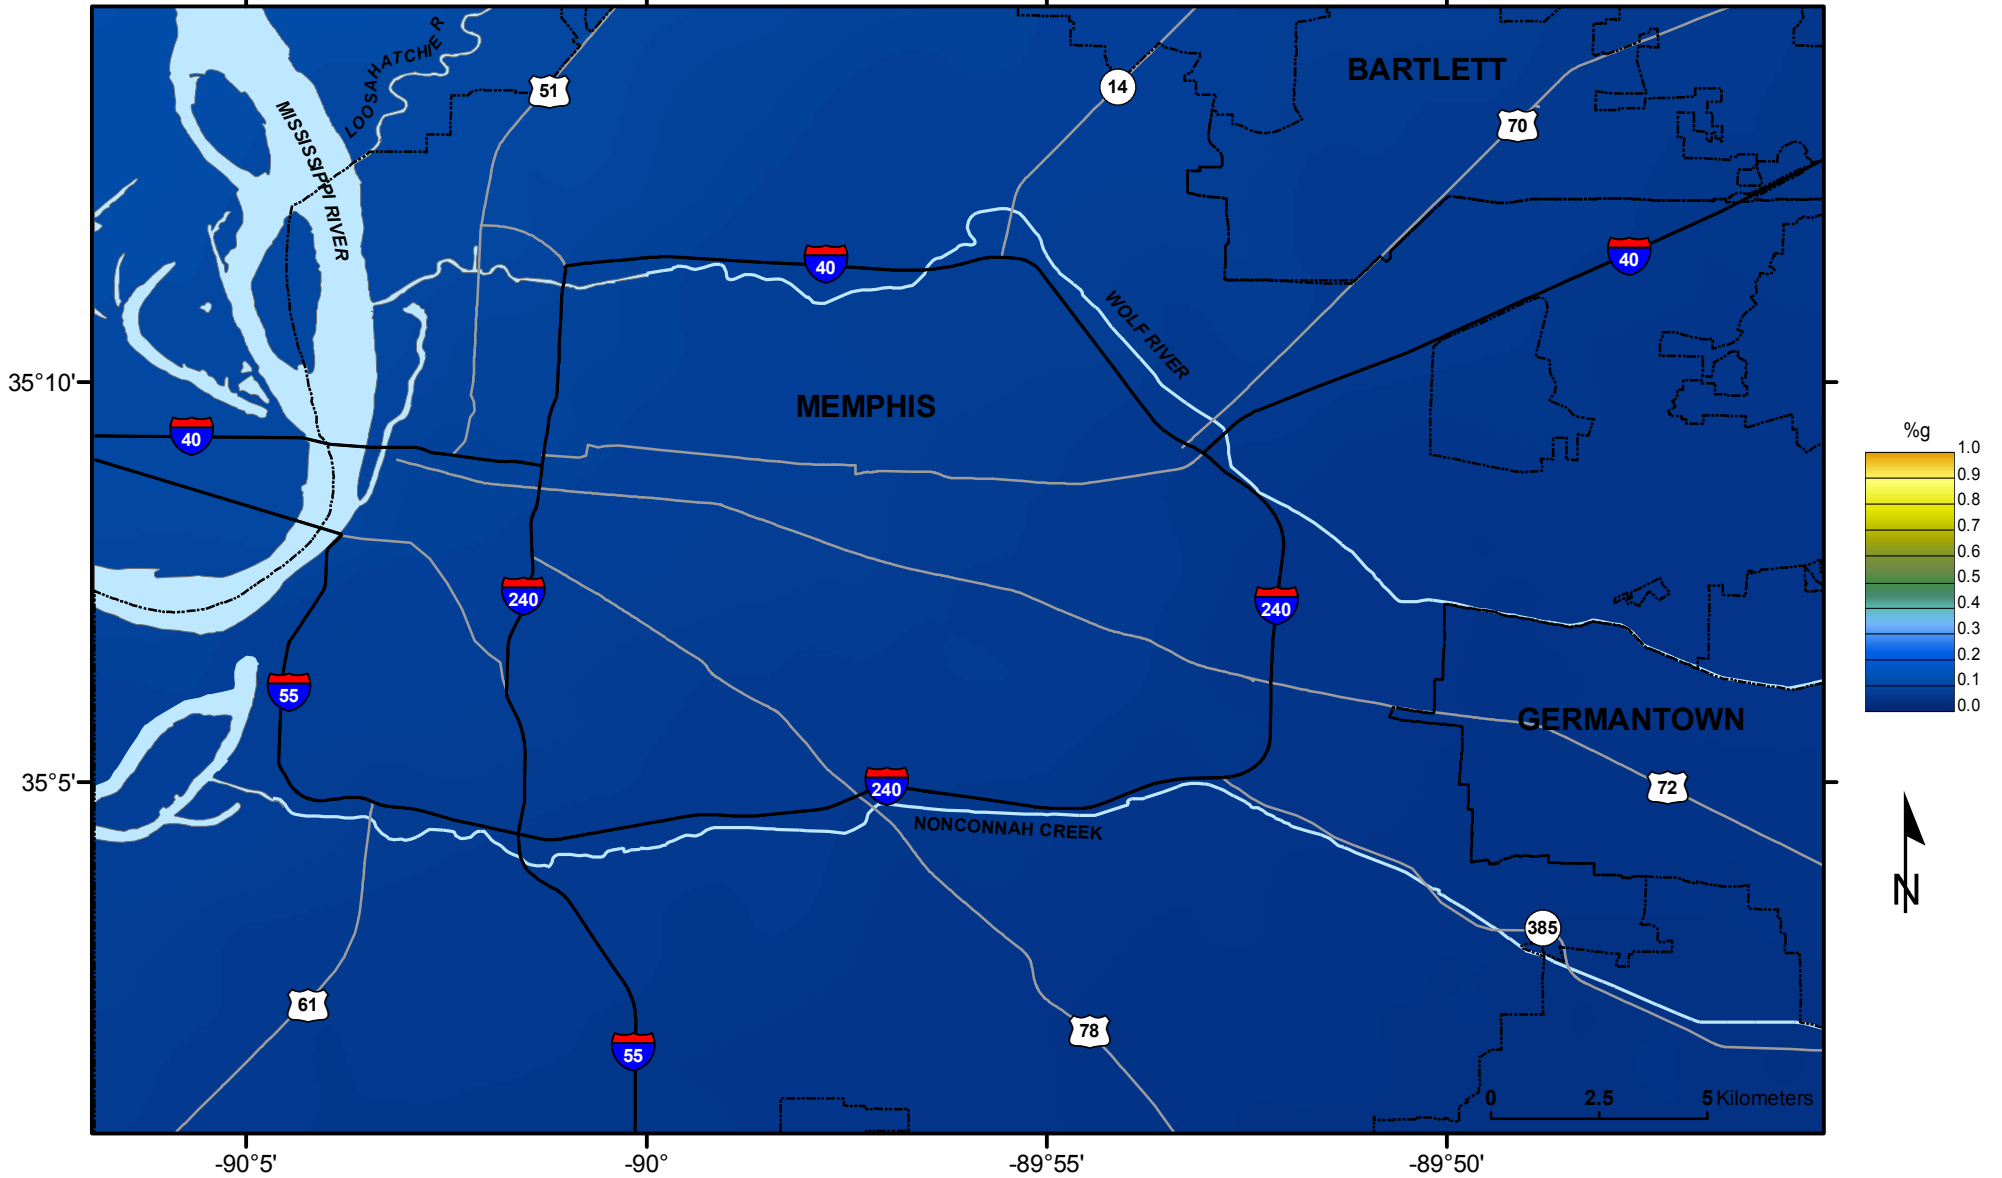 LOOSAHATCHIE R
BARTLETT
51
14
70
MISSISSIPPI RIVER
40
40
WOLF RIVER
35°10'
MEMPHIS
40
%g
1.0
0.9
0.8
0.7
0.6
0.5
0.4
0.3
0.2
0.1
0.0
240
240
55
GERMANTOWN
35°5'
240
72
NONCONNAH CREEK
N
385
61
78
55
0 2.5 5 Kilometers
-90°5' -90° -89°55' -89°50'